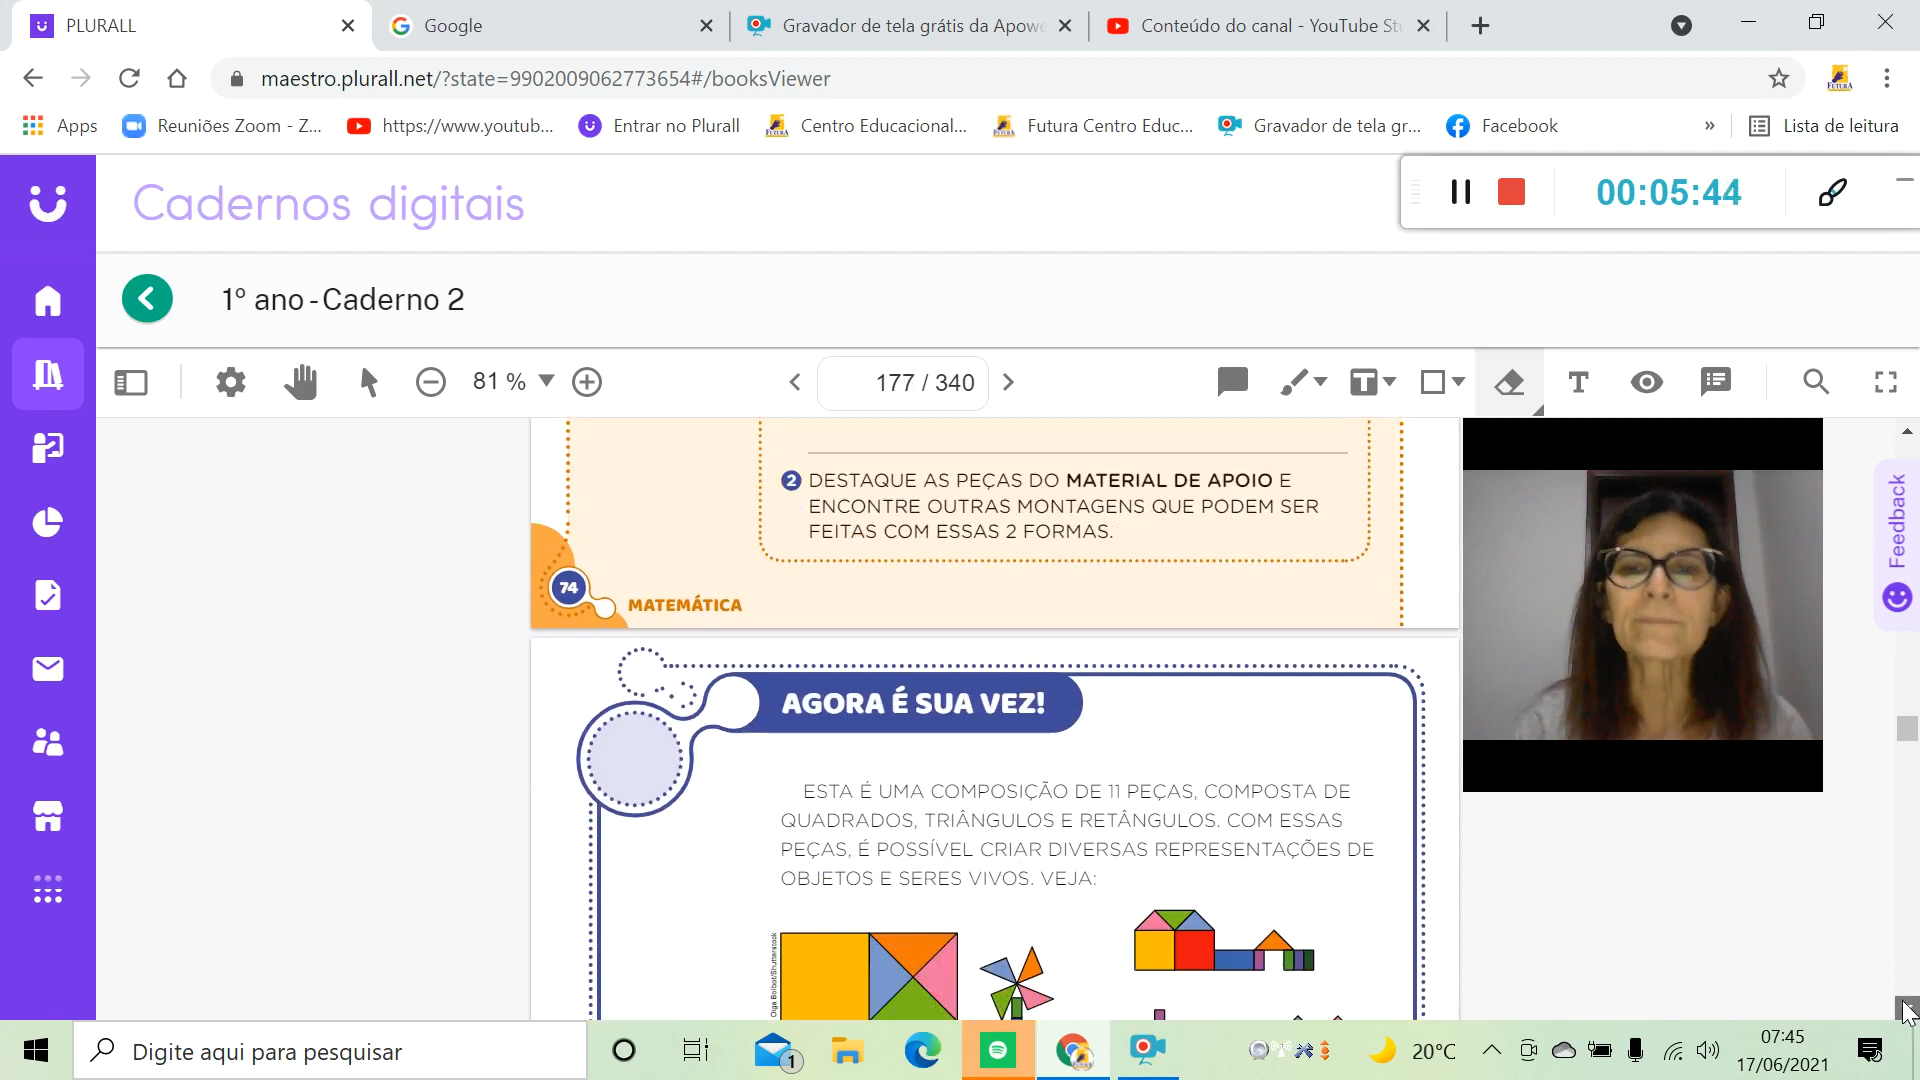 PLURALL
Google
Gravador de tela grátis da Apowe
Conteúdo do canal - YouTube Stu
maestro.plurall.net/?state=9902009062773654#/booksViewer
Apps
Reuniões Zoom - Z...
https://www.youtub...
Entrar no Plurall
Centro Educacional...
Futura Centro Educ...
Gravador de tela gr...
Facebook
»
Lista de leitura
Cadernos digitais
00:05:44
1º ano - Caderno 2
81 %
177 / 340
Feedback
2 DESTAQUE AS PEÇAS DO MATERIAL DE APOIO E
ENCONTRE OUTRAS MONTAGENS QUE PODEM SER
FEITAS COM ESSAS 2 FORMAS.
74
MATEMÁTICA
AGORA É SUA VEZ!
ESTA É UMA COMPOSIÇÃO DE 11 PEÇAS, COMPOSTA DE
QUADRADOS, TRIÂNGULOS E RETÂNGULOS. COM ESSAS
PEÇAS, É POSSÍVEL CRIAR DIVERSAS REPRESENTAÇÕES DE
OBJETOS E SERES VIVOS. VEJA:
Olga Bolbot/Shutterstock
Digite aqui para pesquisar
1
20°C
07:45
17/06/2021